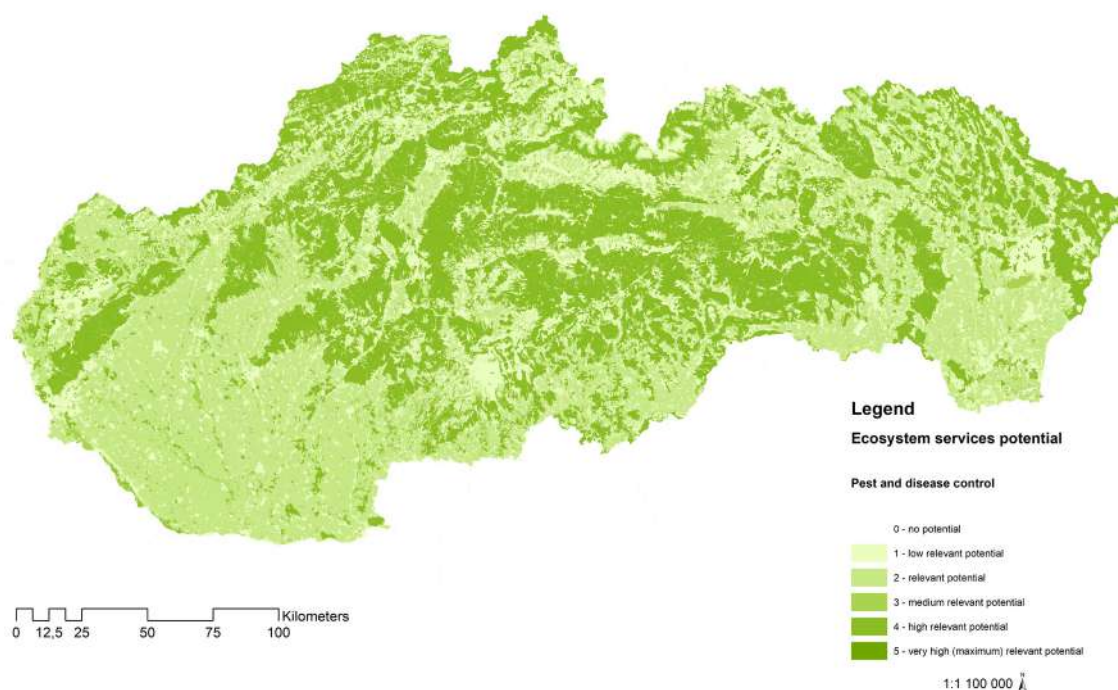 Legend
Ecosystem services potential
Pest and disease control
0 - no potential
1 - low relevant potential
2 - relevant potential
3 - medium relevant potential
4 - high relevant potential
5 - very high (maximum) relevant potential
Kilometers
0 12,5 25 50 75 100
1:1 100 000